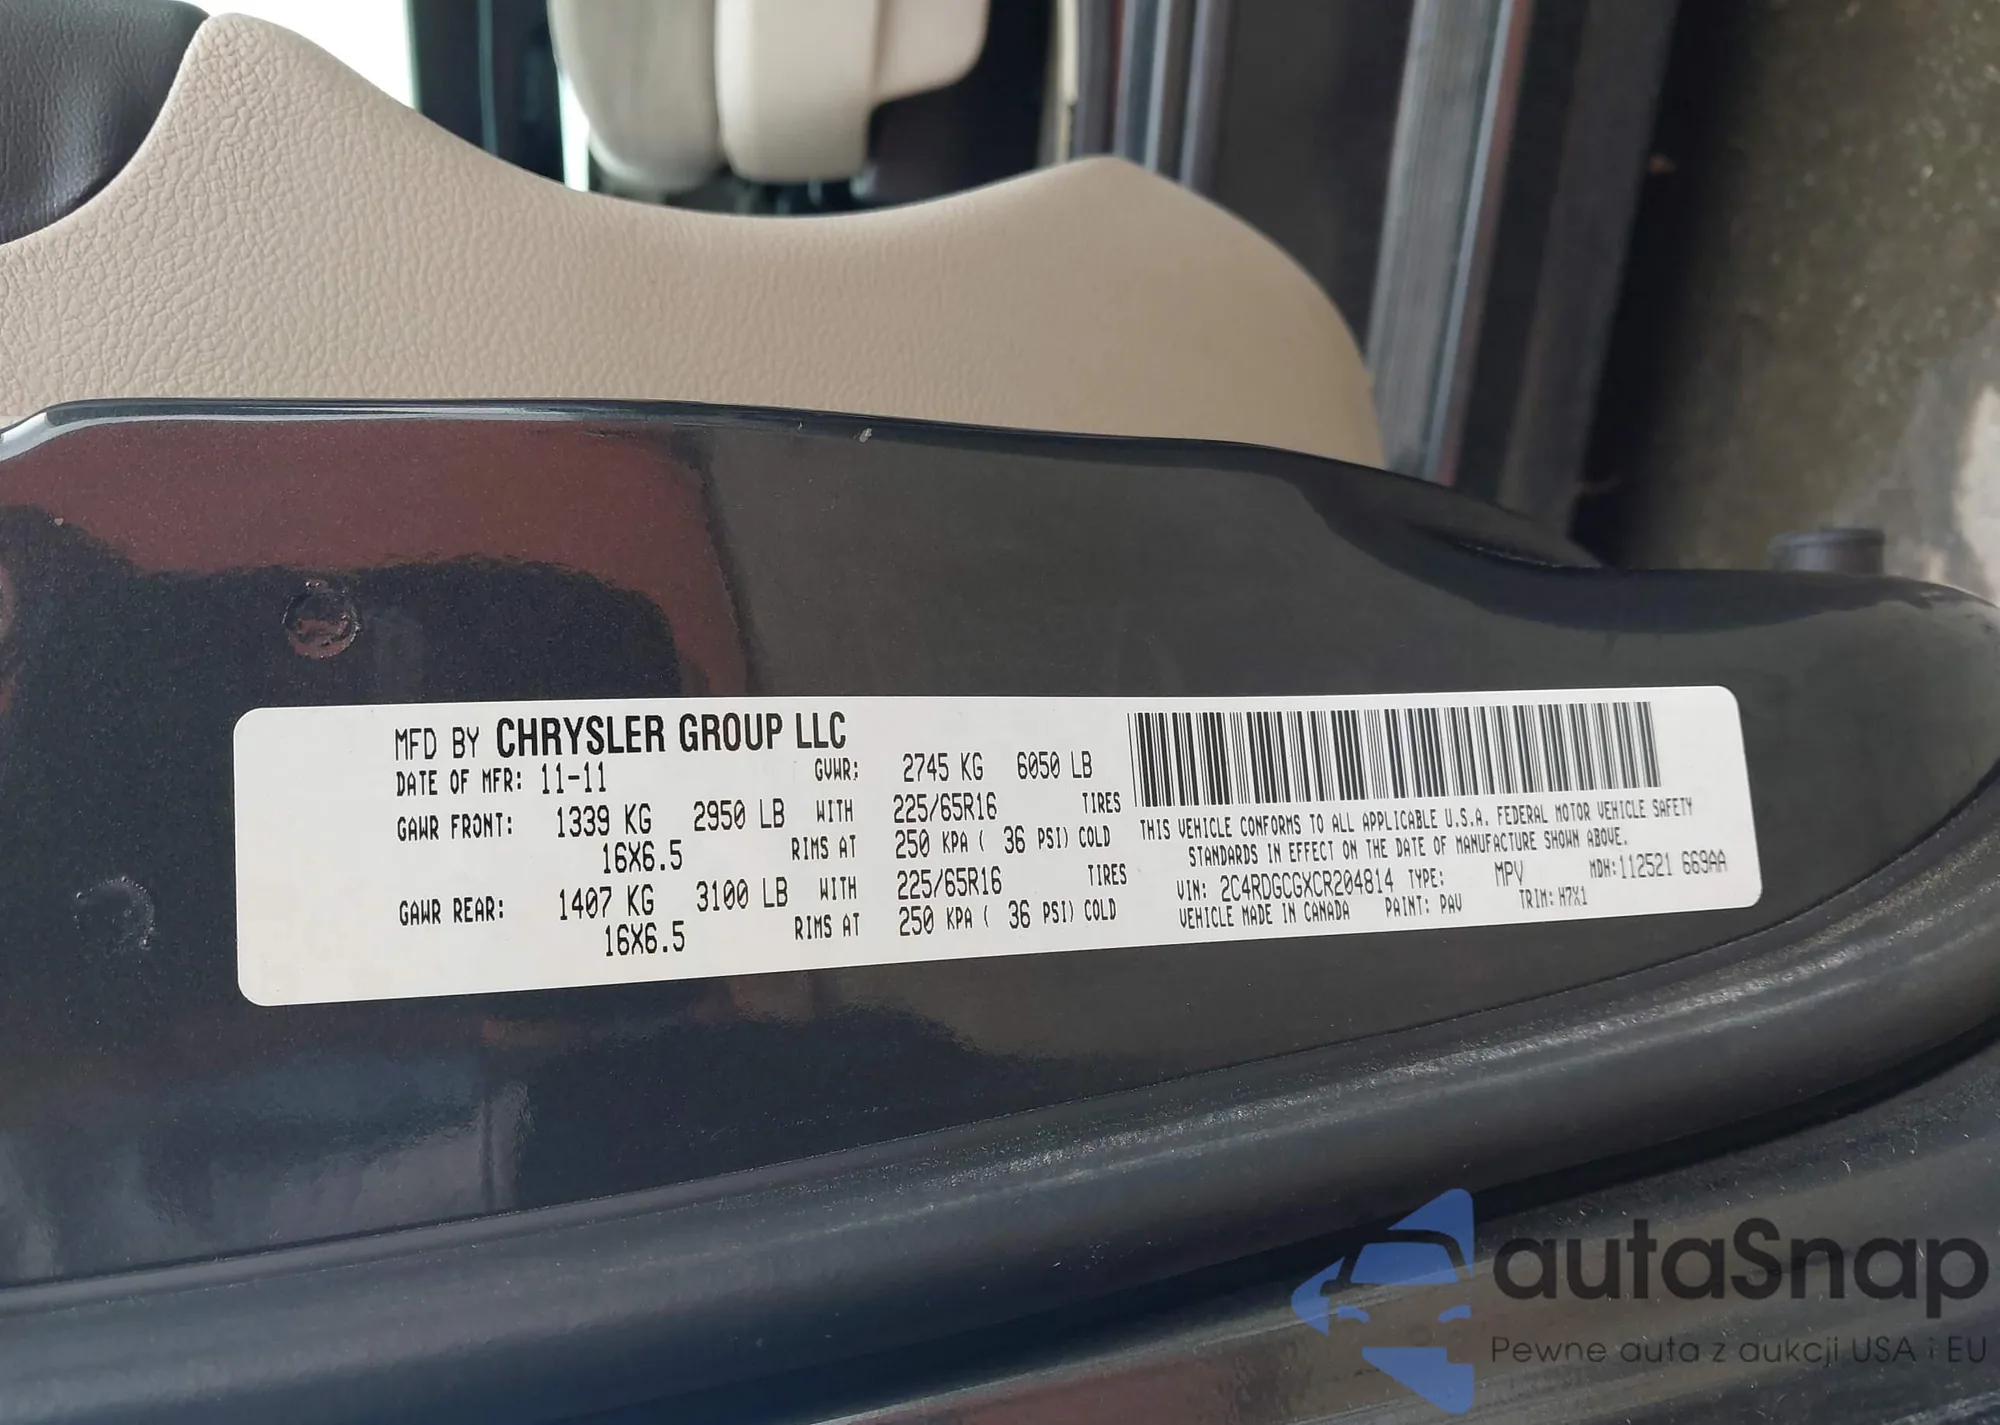 MFD BY CHRYSLER GROUP LLC
DATE OF MFR: 11-11 GVWR: 2745 KG 6050 LB
GAWR FRONT: 1339 KG 2950 LB WITH 225/65R16 TIRES
16X6.5 RIMS AT 250 KPA ( 36 PSI) COLD
GAWR REAR: 1407 KG 3100 LB WITH 225/65R16 TIRES
16X6.5 RIMS AT 250 KPA ( 36 PSI) COLD
THIS VEHICLE CONFORMS TO ALL APPLICABLE U.S.A. FEDERAL MOTOR VEHICLE SAFETY
STANDARDS IN EFFECT ON THE DATE OF MANUFACTURE SHOWN ABOVE.
VIN: 2C4RDGCGXCR204814 TYPE: MPV MDH: 112521 669AA
VEHICLE MADE IN CANADA PAINT: PAV TRIM: H7X1
autaSnap
Pewne auta z aukcji USA i EU